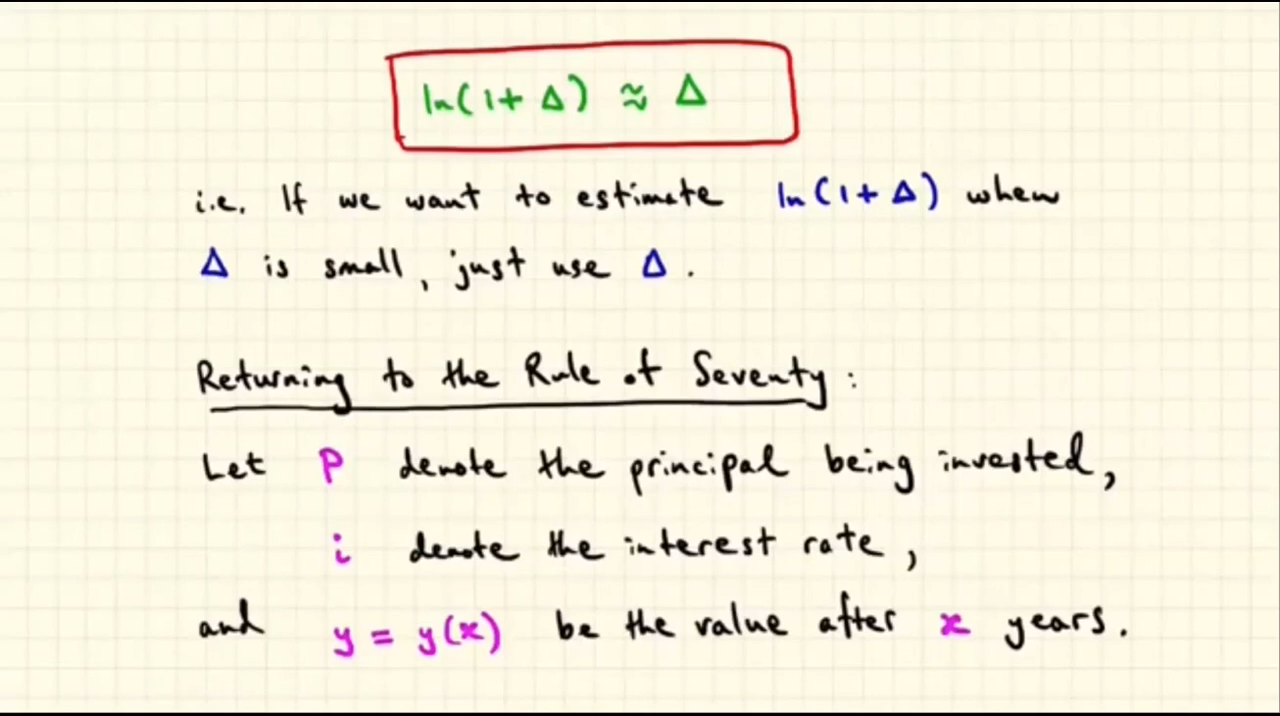 ln(1+Δ) ≈ Δ
i.e. If we want to estimate ln(1+Δ) when
Δ is small, just use Δ.
Returning to the Rule of Seventy:
Let P denote the principal being invested,
i denote the interest rate,
and y = y(x) be the value after x years.